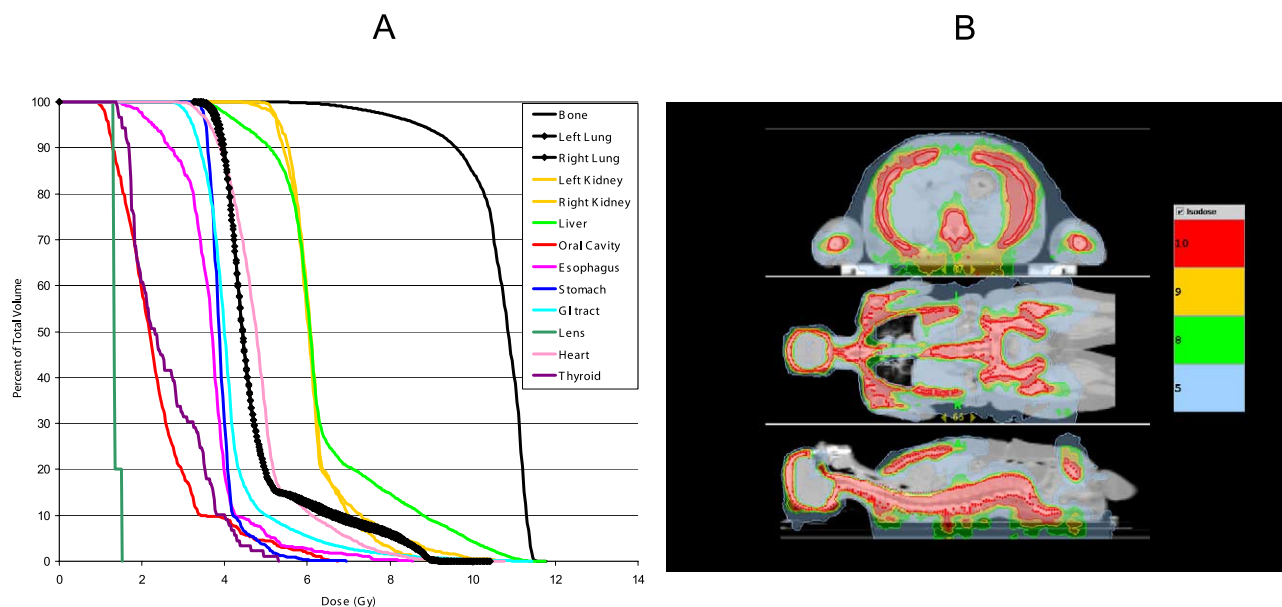 A
B
Percent of Total Volume
100
90
80
70
60
50
40
30
20
10
0
0 2 4 6 8 10 12 14
Dose (Gy)
Bone
Left Lung
Right Lung
Left Kidney
Right Kidney
Liver
Oral Cavity
Esophagus
Stomach
GI tract
Lens
Heart
Thyroid
65
Isodose
10
9
8
5